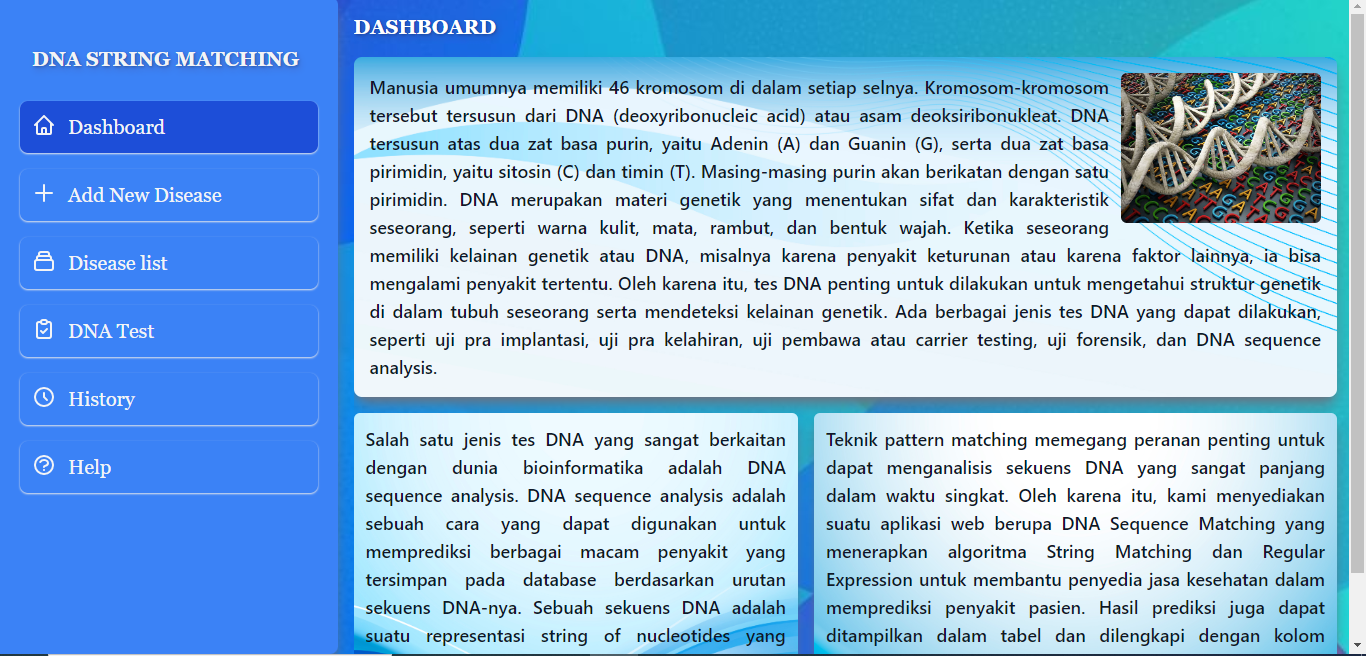 DNA STRING MATCHING
Dashboard
Add New Disease
Disease list
DNA Test
History
Help
DASHBOARD
Manusia umumnya memiliki 46 kromosom di dalam setiap selnya. Kromosom-kromosom
tersebut tersusun dari DNA (deoxyribonucleic acid) atau asam deoksiribonukleat. DNA
tersusun atas dua zat basa purin, yaitu Adenin (A) dan Guanin (G), serta dua zat basa
pirimidin, yaitu sitosin (C) dan timin (T). Masing-masing purin akan berikatan dengan satu
pirimidin. DNA merupakan materi genetik yang menentukan sifat dan karakteristik
seseorang, seperti warna kulit, mata, rambut, dan bentuk wajah. Ketika seseorang
memiliki kelainan genetik atau DNA, misalnya karena penyakit keturunan atau karena faktor lainnya, ia bisa
mengalami penyakit tertentu. Oleh karena itu, tes DNA penting untuk dilakukan untuk mengetahui struktur genetik
di dalam tubuh seseorang serta mendeteksi kelainan genetik. Ada berbagai jenis tes DNA yang dapat dilakukan,
seperti uji pra implantasi, uji pra kelahiran, uji pembawa atau carrier testing, uji forensik, dan DNA sequence
analysis.
Salah satu jenis tes DNA yang sangat berkaitan
dengan dunia bioinformatika adalah DNA
sequence analysis. DNA sequence analysis adalah
sebuah cara yang dapat digunakan untuk
memprediksi berbagai macam penyakit yang
tersimpan pada database berdasarkan urutan
sekuens DNA-nya. Sebuah sekuens DNA adalah
suatu representasi string of nucleotides yang
Teknik pattern matching memegang peranan penting untuk
dapat menganalisis sekuens DNA yang sangat panjang
dalam waktu singkat. Oleh karena itu, kami menyediakan
suatu aplikasi web berupa DNA Sequence Matching yang
menerapkan algoritma String Matching dan Regular
Expression untuk membantu penyedia jasa kesehatan dalam
memprediksi penyakit pasien. Hasil prediksi juga dapat
ditampilkan dalam tabel dan dilengkapi dengan kolom